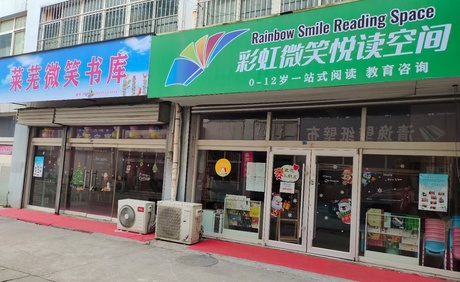 莱芜微笑书库
Rainbow Smile Reading Space
彩虹微笑悦读空间
0-12岁一站式阅读 教育咨询